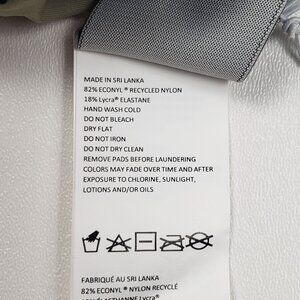 MADE IN SRI LANKA
82% ECONYL ® RECYCLED NYLON
18% Lycra® ELASTANE
HAND WASH COLD
DO NOT BLEACH
DRY FLAT
DO NOT IRON
DO NOT DRY CLEAN
REMOVE PADS BEFORE LAUNDERING
COLORS MAY FADE OVER TIME AND AFTER
EXPOSURE TO CHLORINE, SUNLIGHT,
LOTIONS AND/OR OILS
FABRIQUÉ AU SRI LANKA
82% ECONYL ® NYLON RECYCLÉ
Lycra®